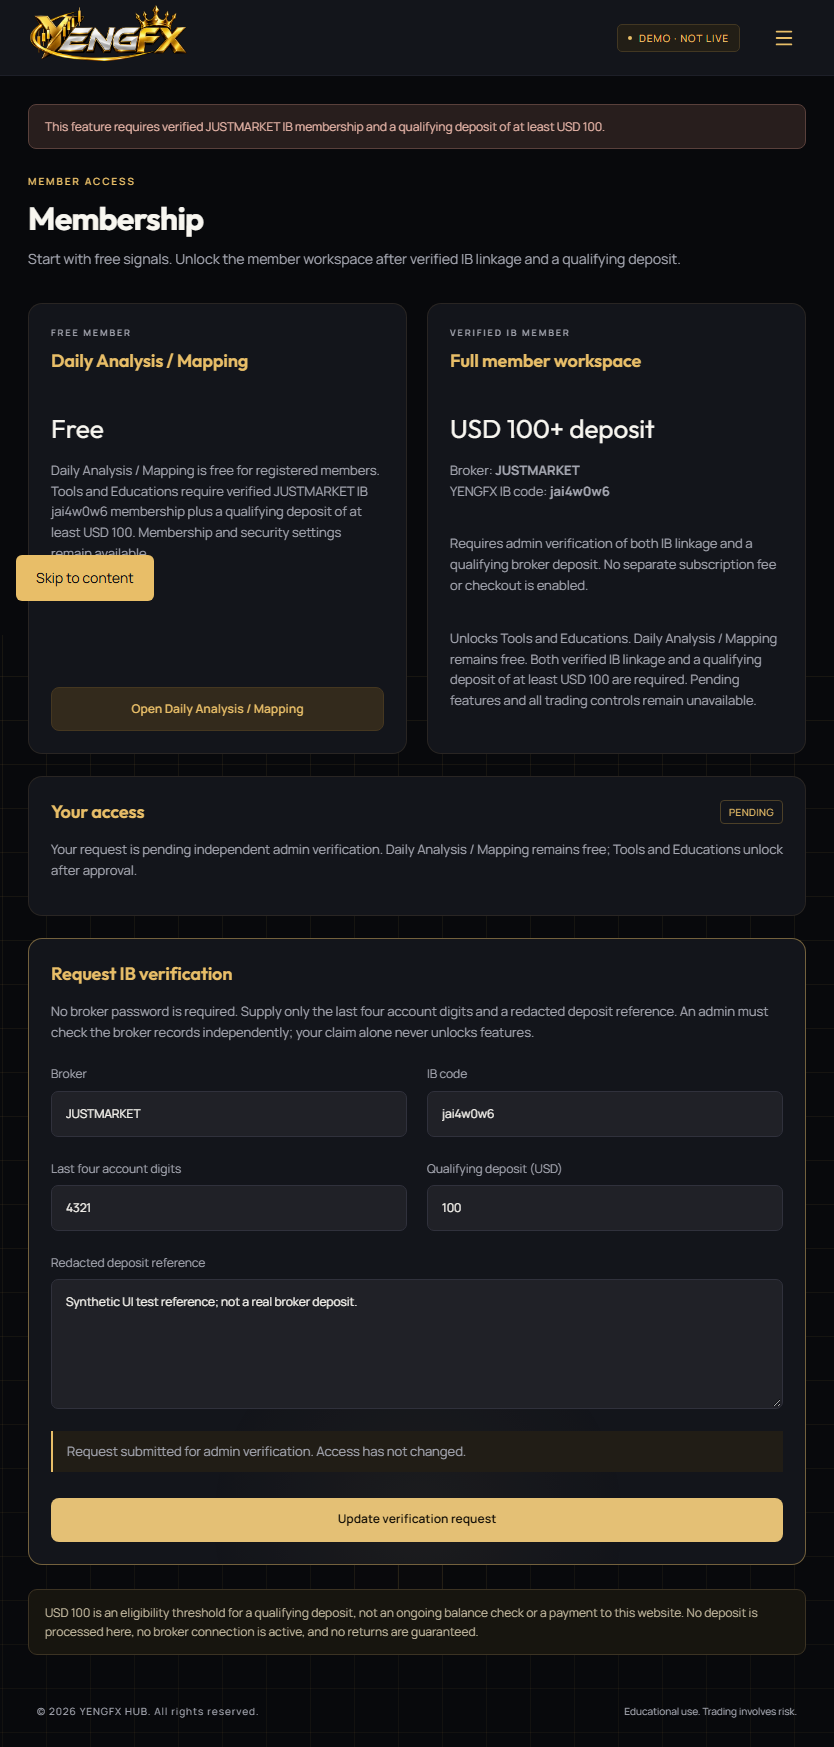 YENGFX
DEMO · NOT LIVE
This feature requires verified JUSTMARKET IB membership and a qualifying deposit of at least USD 100.
MEMBER ACCESS
Membership
Start with free signals. Unlock the member workspace after verified IB linkage and a qualifying deposit.
FREE MEMBER
Daily Analysis / Mapping
Free
Daily Analysis / Mapping is free for registered members.
Tools and Educations require verified JUSTMARKET IB
jai4w0w6 membership plus a qualifying deposit of at
least USD 100. Membership and security settings
remain available.
Skip to content
Open Daily Analysis / Mapping
VERIFIED IB MEMBER
Full member workspace
USD 100+ deposit
Broker: JUSTMARKET
YENGFX IB code: jai4w0w6
Requires admin verification of both IB linkage and a
qualifying broker deposit. No separate subscription fee
or checkout is enabled.
Unlocks Tools and Educations. Daily Analysis / Mapping
remains free. Both verified IB linkage and a qualifying
deposit of at least USD 100 are required. Pending
features and all trading controls remain unavailable.
Your access
PENDING
Your request is pending independent admin verification. Daily Analysis / Mapping remains free; Tools and Educations unlock
after approval.
Request IB verification
No broker password is required. Supply only the last four account digits and a redacted deposit reference. An admin must
check the broker records independently; your claim alone never unlocks features.
Broker
IB code
JUSTMARKET
jai4w0w6
Last four account digits
Qualifying deposit (USD)
4321
100
Redacted deposit reference
Synthetic UI test reference; not a real broker deposit.
Request submitted for admin verification. Access has not changed.
Update verification request
USD 100 is an eligibility threshold for a qualifying deposit, not an ongoing balance check or a payment to this website. No deposit is
processed here, no broker connection is active, and no returns are guaranteed.
© 2026 YENGFX HUB. All rights reserved.
Educational use. Trading involves risk.